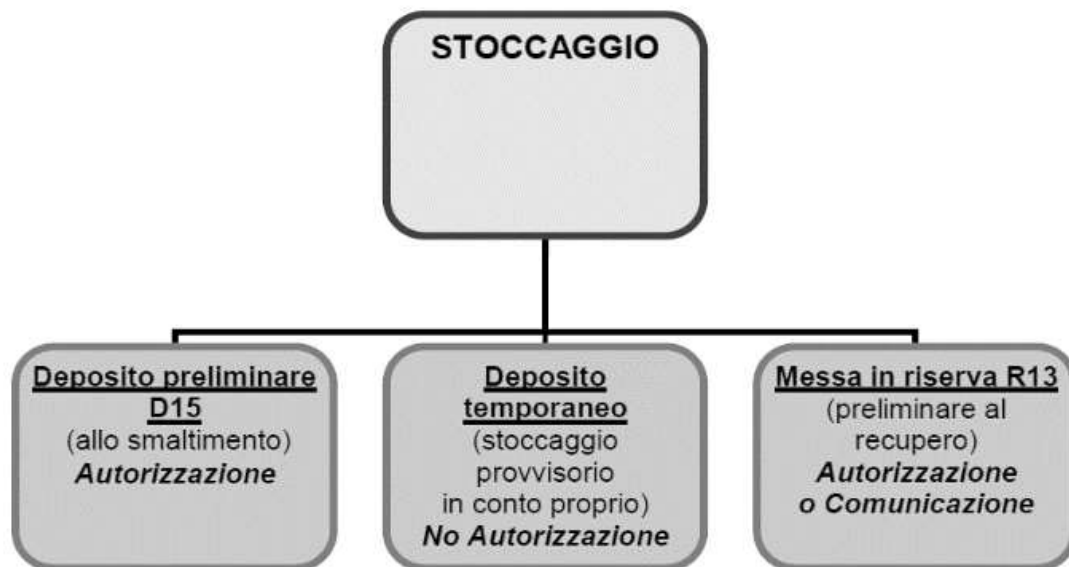 STOCCAGGIO
Deposito preliminare
D15
(allo smaltimento)
Autorizzazione
Deposito
temporaneo
(stoccaggio
provvisorio
in conto proprio)
No Autorizzazione
Messa in riserva R13
(preliminare al
recupero)
Autorizzazione
o Comunicazione